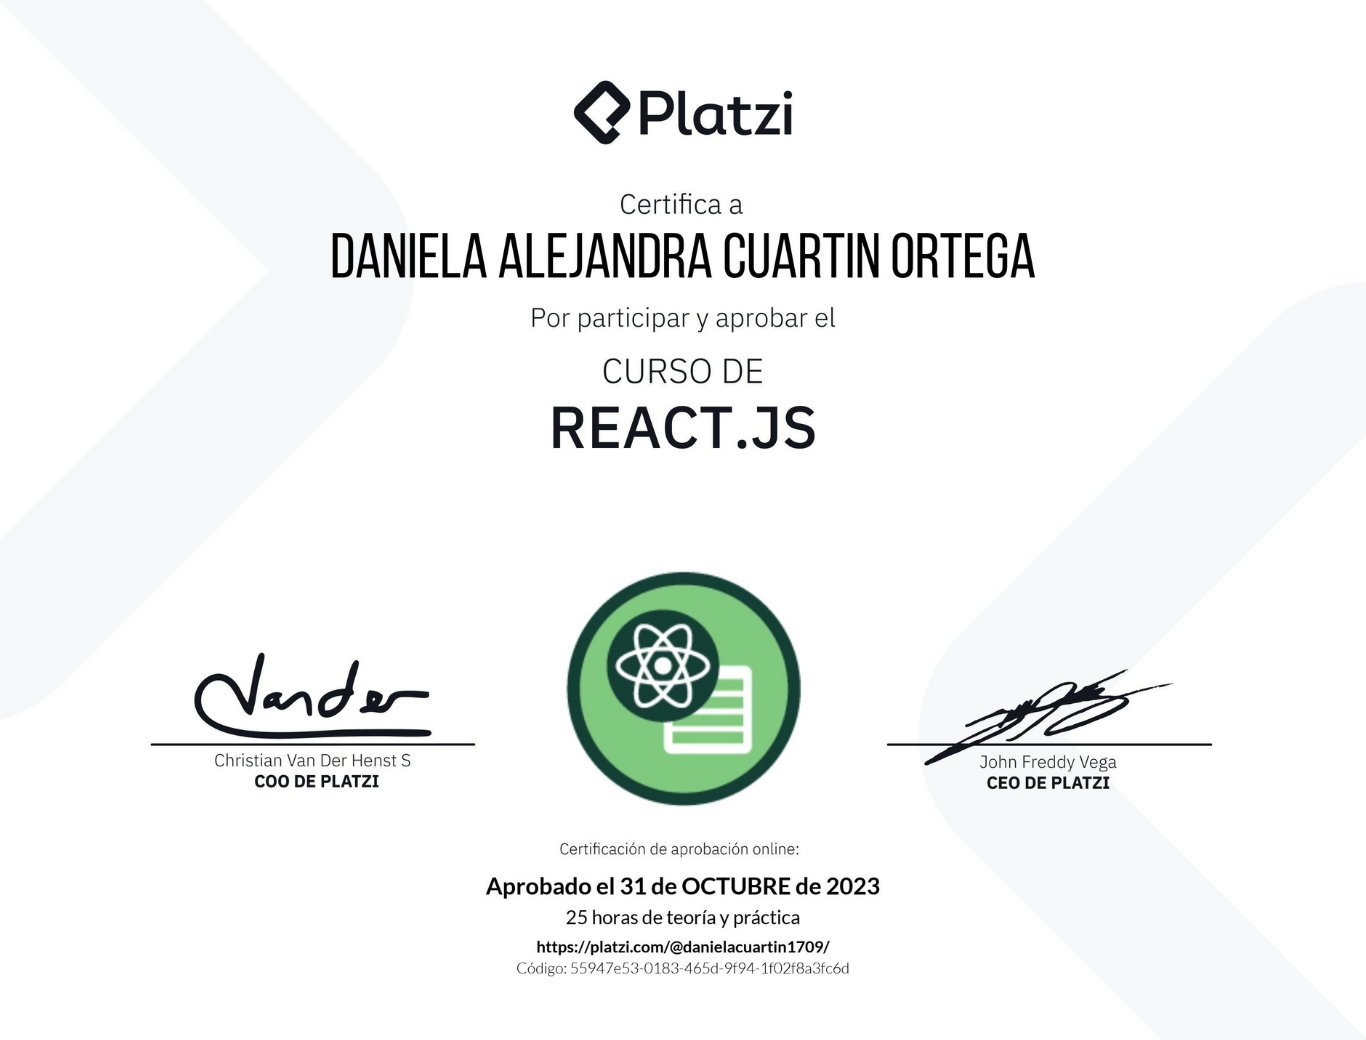 Platzi
Certifica a
DANIELA ALEJANDRA CUARTIN ORTEGA
Por participar y aprobar el
CURSO DE
REACT.JS
Vander
Christian Van Der Henst S
COO DE PLATZI
John Freddy Vega
CEO DE PLATZI
Certificación de aprobación online:
Aprobado el 31 de OCTUBRE de 2023
25 horas de teoría y práctica
https://platzi.com/@danielacuartin1709/
Código: 55947e53-0183-465d-9f94-1f02f8a3fc6d